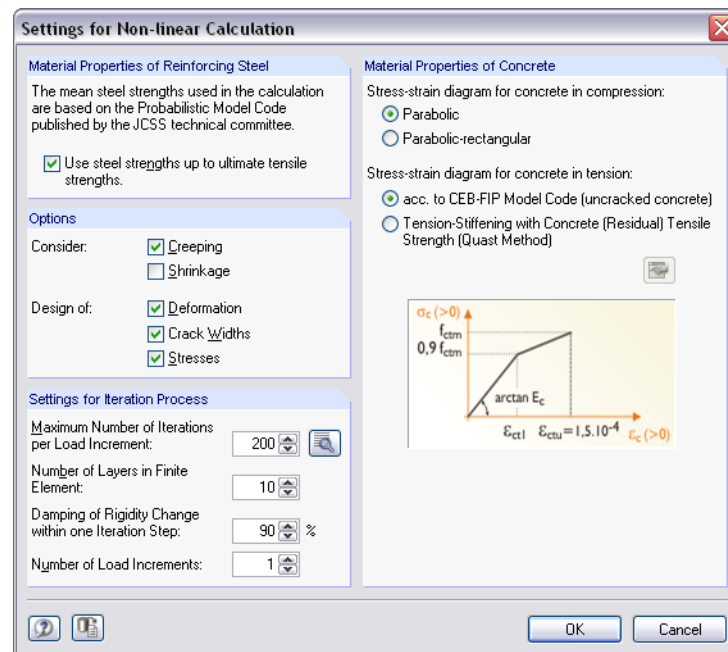 Settings for Non-linear Calculation
Material Properties of Reinforcing Steel
The mean steel strengths used in the calculation
are based on the Probabilistic Model Code
published by the JCSS technical committee.
Use steel strengths up to ultimate tensile
strengths.
Options
Consider:
Creeping
Shrinkage
Design of:
Deformation
Crack Widths
Stresses
Settings for Iteration Process
Maximum Number of Iterations
per Load Increment:
200
Number of Layers in Finite
Element:
10
Damping of Rigidity Change
within one Iteration Step:
90 %
Number of Load Increments:
1
Material Properties of Concrete
Stress-strain diagram for concrete in compression:
Parabolic
Parabolic-rectangular
Stress-strain diagram for concrete in tension:
acc. to CEB-FIP Model Code (uncracked concrete)
Tension-Stiffening with Concrete (Residual) Tensile
Strength (Quast Method)
σc (>0)
fctm
0,9 fctm
arctan Ec
εct1 εctu=1,5.10⁻⁴ εc (>0)
OK
Cancel